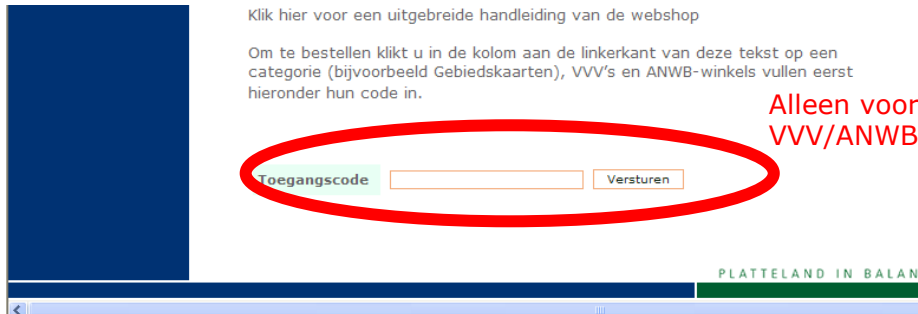 Klik hier voor een uitgebreide handleiding van de webshop
Om te bestellen klikt u in de kolom aan de linkerkant van deze tekst op een
categorie (bijvoorbeeld Gebiedskaarten), VVV's en ANWB-winkels vullen eerst
hieronder hun code in.
Alleen voor
VVV/ANWB
Toegangscode
Versturen
PLATTELAND IN BALAN